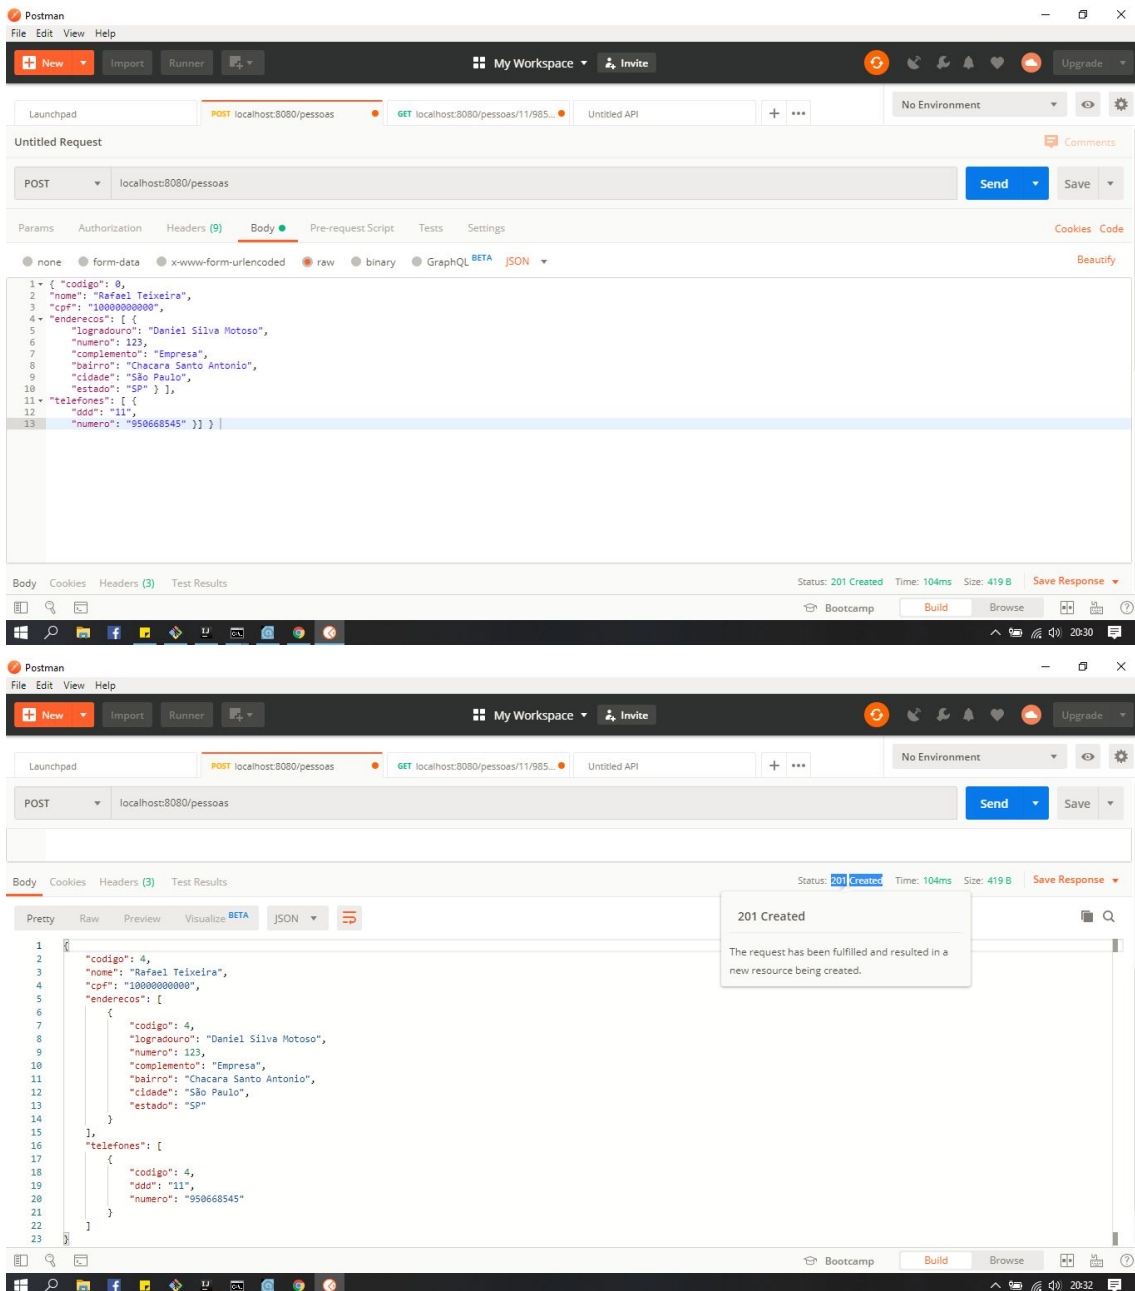 Postman
File Edit View Help
New Import Runner My Workspace Invite Upgrade
Launchpad POST localhost:8080/pessoas GET localhost:8080/pessoas/11/985... Untitled API + ••• No Environment
Untitled Request Comments
POST localhost:8080/pessoas Send Save
Params Authorization Headers (9) Body Pre-request Script Tests Settings Cookies Code
none form-data x-www-form-urlencoded raw binary GraphQL BETA JSON Beautify
1 { "codigo": 0,
2 "nome": "Rafael Teixeira",
3 "cpf": "10000000000",
4 "enderecos": [ {
5 "logradouro": "Daniel Silva Motoso",
6 "numero": 123,
7 "complemento": "Empresa",
8 "bairro": "Chacara Santo Antonio",
9 "cidade": "São Paulo",
10 "estado": "SP" } ],
11 "telefones": [ {
12 "ddd": "11",
13 "numero": "950668545" }] }
Body Cookies Headers (3) Test Results Status: 201 Created Time: 104ms Size: 419 B Save Response
Bootcamp Build Browse
20:30
Postman
File Edit View Help
New Import Runner My Workspace Invite Upgrade
Launchpad POST localhost:8080/pessoas GET localhost:8080/pessoas/11/985... Untitled API + ••• No Environment
POST localhost:8080/pessoas Send Save
Body Cookies Headers (3) Test Results Status: 201 Created Time: 104ms Size: 419 B Save Response
Pretty Raw Preview Visualize BETA JSON
201 Created
The request has been fulfilled and resulted in a
new resource being created.
1 {
2 "codigo": 4,
3 "nome": "Rafael Teixeira",
4 "cpf": "10000000000",
5 "enderecos": [
6 {
7 "codigo": 4,
8 "logradouro": "Daniel Silva Motoso",
9 "numero": 123,
10 "complemento": "Empresa",
11 "bairro": "Chacara Santo Antonio",
12 "cidade": "São Paulo",
13 "estado": "SP"
14 }
15 ],
16 "telefones": [
17 {
18 "codigo": 4,
19 "ddd": "11",
20 "numero": "950668545"
21 }
22 ]
23 }
Bootcamp Build Browse
20:32